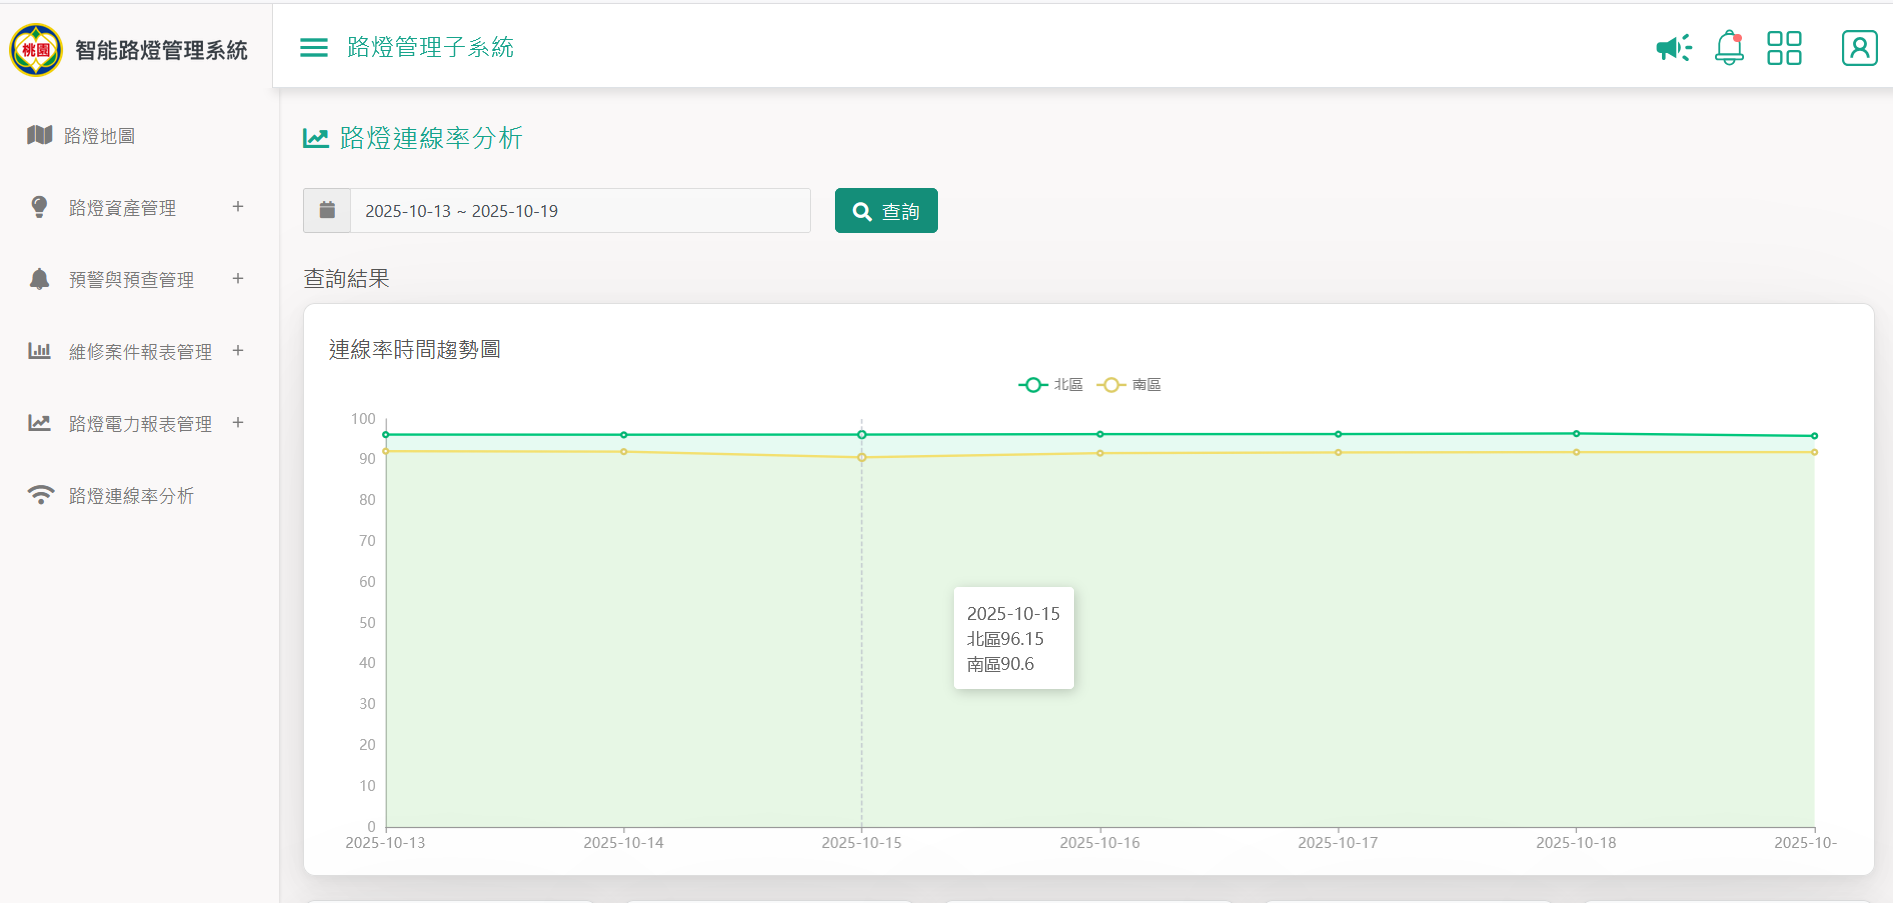 桃園
智能路燈管理系統
路燈管理子系統
路燈地圖
路燈資產管理 +
預警與預查管理 +
維修案件報表管理 +
路燈電力報表管理 +
路燈連線率分析
路燈連線率分析
2025-10-13 ~ 2025-10-19
查詢
查詢結果
連線率時間趨勢圖
北區 南區
100
90
80
70
60
50
40
30
20
10
0
2025-10-15
北區96.15
南區90.6
2025-10-13 2025-10-14 2025-10-15 2025-10-16 2025-10-17 2025-10-18 2025-10-